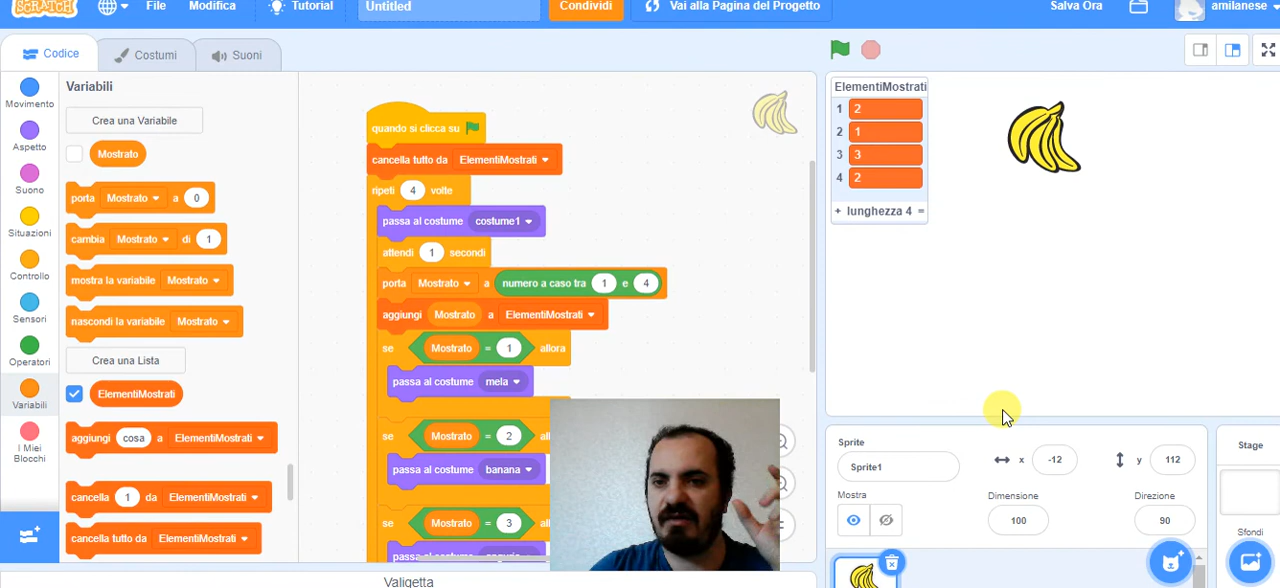 SCRATCH
File
Modifica
Tutorial
Untitled
Condividi
Vai alla Pagina del Progetto
Salva Ora
amilanese
Codice
Costumi
Suoni
Movimento
Aspetto
Suono
Situazioni
Controllo
Sensori
Operatori
Variabili
I Miei
Blocchi
Variabili
Crea una Variabile
Mostrato
porta Mostrato a 0
cambia Mostrato di 1
mostra la variabile Mostrato
nascondi la variabile Mostrato
Crea una Lista
ElementiMostrati
aggiungi cosa a ElementiMostrati
cancella 1 da ElementiMostrati
cancella tutto da ElementiMostrati
quando si clicca su
cancella tutto da ElementiMostrati
ripeti 4 volte
passa al costume costume1
attendi 1 secondi
porta Mostrato a numero a caso tra 1 e 4
aggiungi Mostrato a ElementiMostrati
se Mostrato = 1 allora
passa al costume mela
se Mostrato = 2 al
passa al costume banana
se Mostrato = 3 al
passa al costume
Valigetta
ElementiMostrati
1 2
2 1
3 3
4 2
+ lunghezza 4 =
Sprite
Sprite1
x -12
y 112
Mostra
Dimensione
100
Direzione
90
Stage
Sfondi